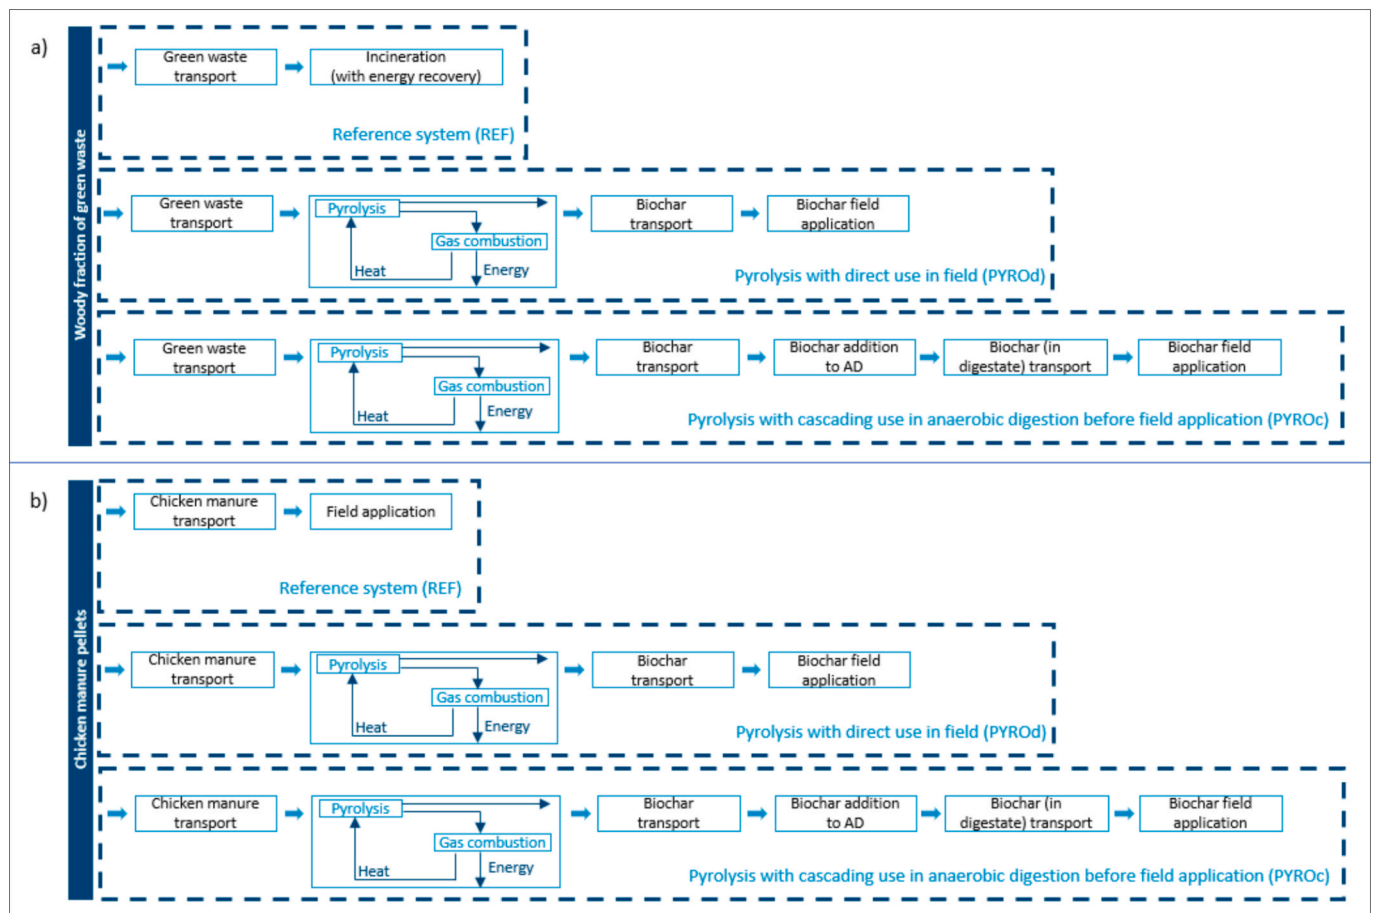 a)
Woody fraction of green waste
Green waste
transport
Incineration
(with energy recovery)
Reference system (REF)
Green waste
transport
Pyrolysis
Gas combustion
Heat
Energy
Biochar
transport
Biochar field
application
Pyrolysis with direct use in field (PYROd)
Green waste
transport
Pyrolysis
Gas combustion
Heat
Energy
Biochar
transport
Biochar addition
to AD
Biochar (in
digestate) transport
Biochar field
application
Pyrolysis with cascading use in anaerobic digestion before field application (PYROc)
b)
Chicken manure pellets
Chicken manure
transport
Field application
Reference system (REF)
Chicken manure
transport
Pyrolysis
Gas combustion
Heat
Energy
Biochar
transport
Biochar field
application
Pyrolysis with direct use in field (PYROd)
Chicken manure
transport
Pyrolysis
Gas combustion
Heat
Energy
Biochar
transport
Biochar addition
to AD
Biochar (in
digestate) transport
Biochar field
application
Pyrolysis with cascading use in anaerobic digestion before field application (PYROc)